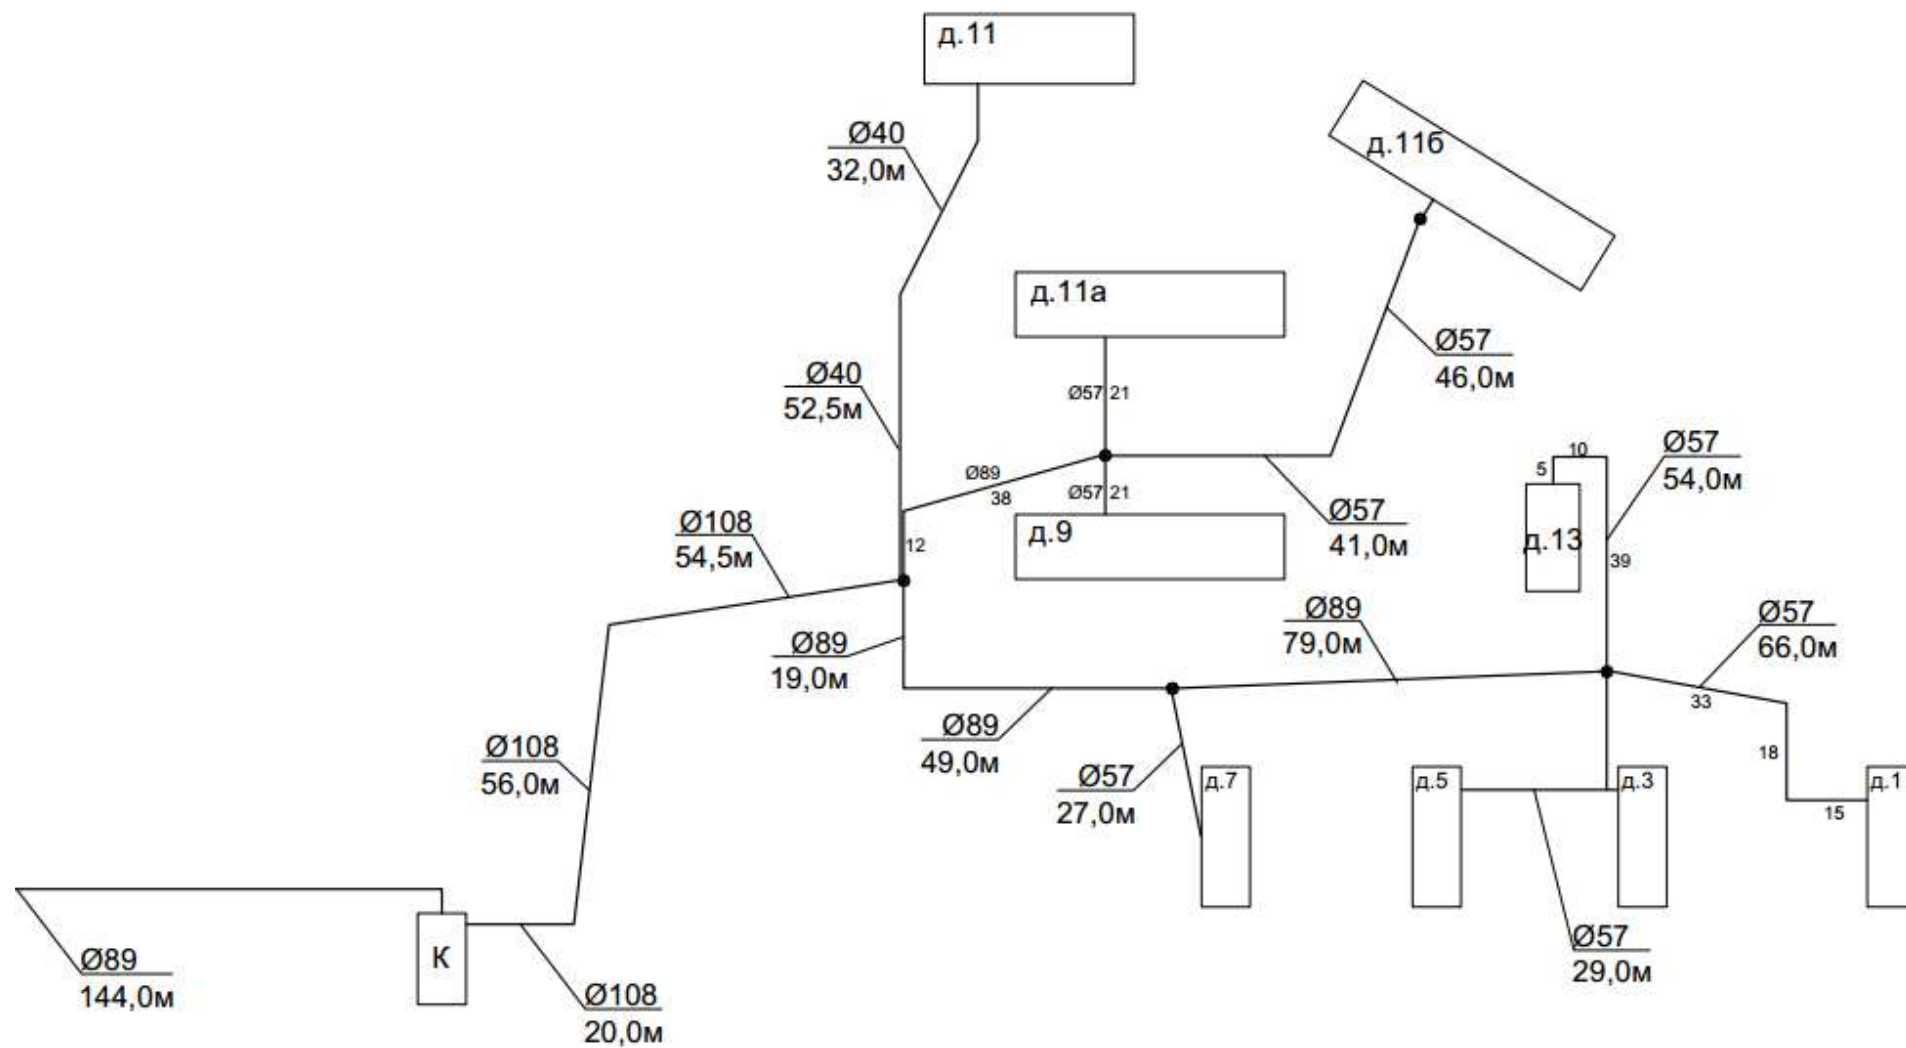 д.11
Ø40
32,0м
д.11б
д.11а
Ø57
46,0м
Ø40
52,5м
Ø57 21
Ø57
54,0м
10
5
Ø89
38
Ø57 21
Ø57
41,0м
д.9
д.13
39
12
Ø108
54,5м
Ø89
79,0м
Ø57
66,0м
Ø89
19,0м
33
Ø89
49,0м
18
Ø108
56,0м
Ø57
27,0м
д.7
д.5
д.3
д.1
15
Ø57
29,0м
К
Ø89
144,0м
Ø108
20,0м